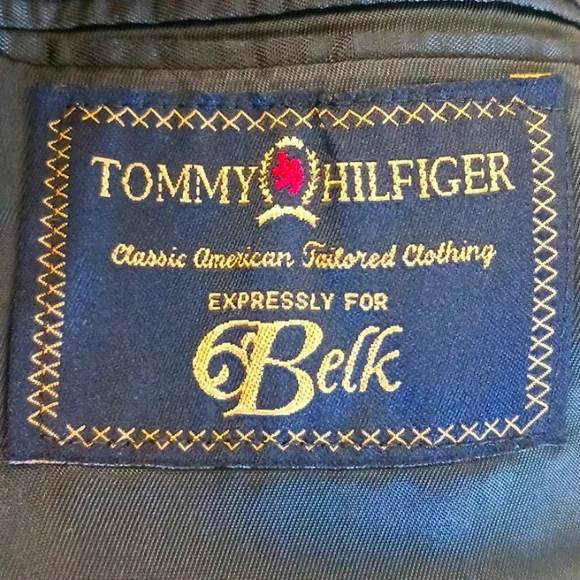 TOMMY HILFIGER
Classic American Tailored Clothing
EXPRESSLY FOR
Belk